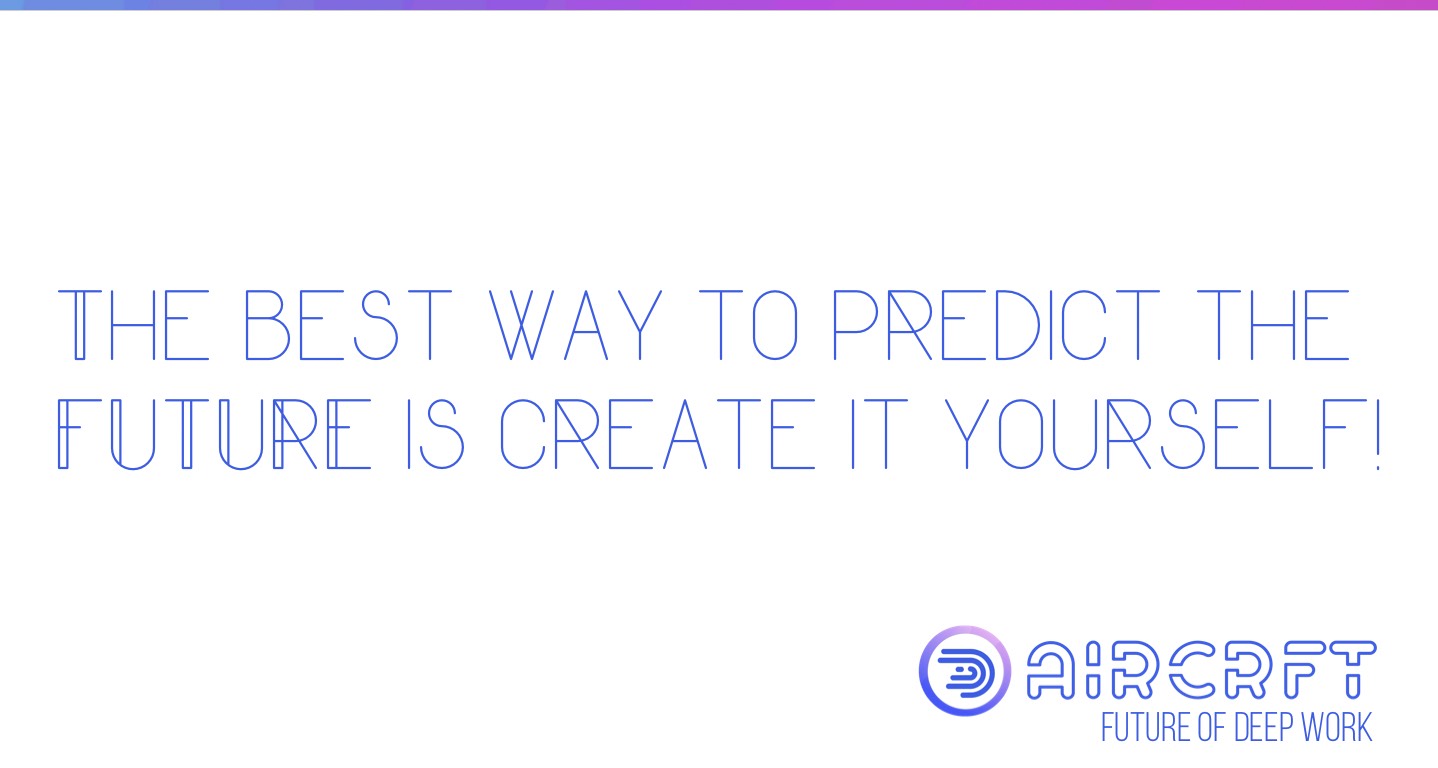 THE BEST WAY TO PREDICT THE
FUTURE IS CREATE IT YOURSELF!
AIRCRFT
FUTURE OF DEEP WORK